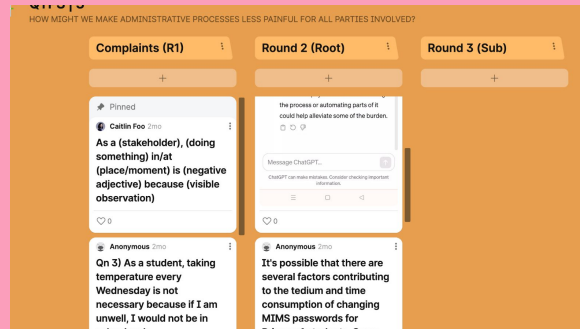 HOW MIGHT WE MAKE ADMINISTRATIVE PROCESSES LESS PAINFUL FOR ALL PARTIES INVOLVED?
Complaints (R1)
Round 2 (Root)
Round 3 (Sub)
Pinned
Caitlin Foo 2mo
As a (stakeholder), (doing
something) in/at
(place/moment) is (negative
adjective) because (visible
observation)
0
Anonymous 2mo
Qn 3) As a student, taking
temperature every
Wednesday is not
necessary because if I am
unwell, I would not be in
the process or automating parts of it
could help alleviate some of the burden.
Message ChatGPT...
ChatGPT can make mistakes. Consider checking important
information.
0
Anonymous 2mo
It's possible that there are
several factors contributing
to the tedium and time
consumption of changing
MIMS passwords for